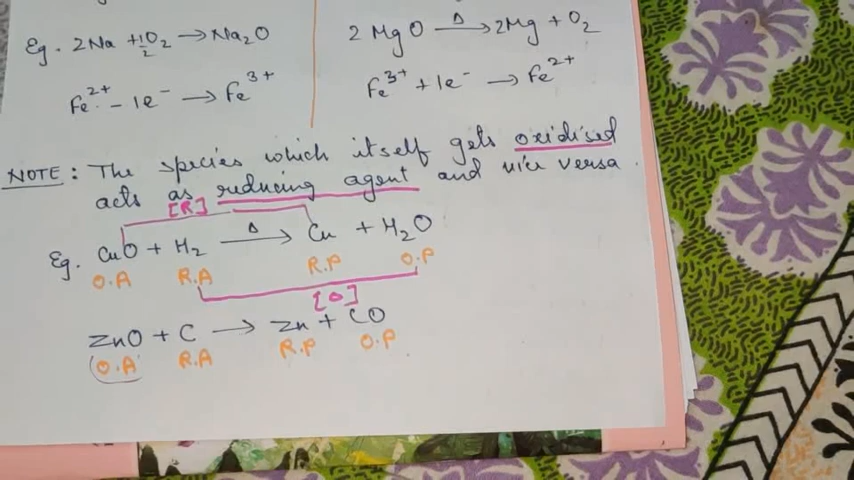 Eg. 2Na + 1/2 O₂ → Na₂O
Fe²⁺ - 1e⁻ → Fe³⁺
2 MgO —Δ→ 2Mg + O₂
Fe³⁺ + 1e⁻ → Fe²⁺
NOTE: The species which itself gets oxidised
acts as reducing agent and vice versa.
[R]
Eg. CuO + H₂ —Δ→ Cu + H₂O
O.A R.A R.P O.P
[O]
ZnO + C → Zn + CO
O.A R.A R.P O.P